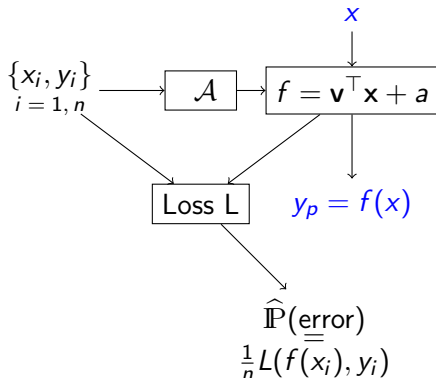 x
{x_i, y_i}
i = 1, n
𝒜
f = v^⊤x + a
Loss L
y_p = f(x)
ℙ̂(error)
=
1/n L(f(x_i), y_i)